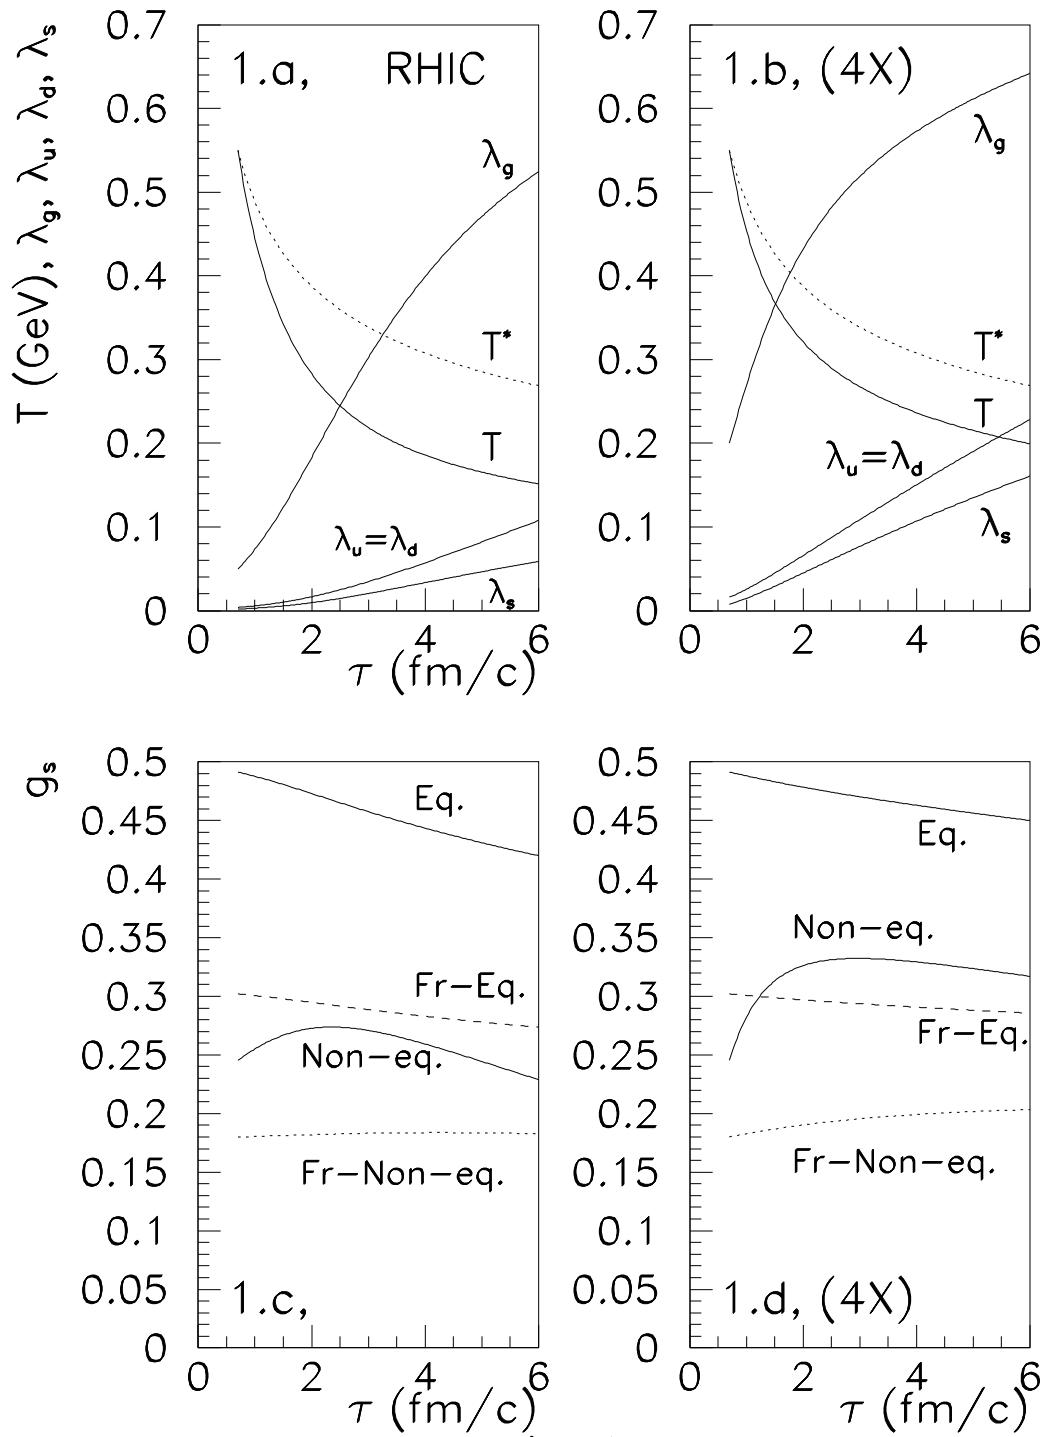 T (GeV), λg, λu, λd, λs
0.7
0.6
0.5
0.4
0.3
0.2
0.1
0
1.a, RHIC
λg
T*
T
λu=λd
λs
0 2 4 6
τ (fm/c)
0.7
0.6
0.5
0.4
0.3
0.2
0.1
0
1.b, (4X)
λg
T*
T
λu=λd
λs
0 2 4 6
τ (fm/c)
gs
0.5
0.45
0.4
0.35
0.3
0.25
0.2
0.15
0.1
0.05
0
Eq.
Fr-Eq.
Non-eq.
Fr-Non-eq.
1.c,
0 2 4 6
τ (fm/c)
0.5
0.45
0.4
0.35
0.3
0.25
0.2
0.15
0.1
0.05
0
Eq.
Non-eq.
Fr-Eq.
Fr-Non-eq.
1.d, (4X)
0 2 4 6
τ (fm/c)